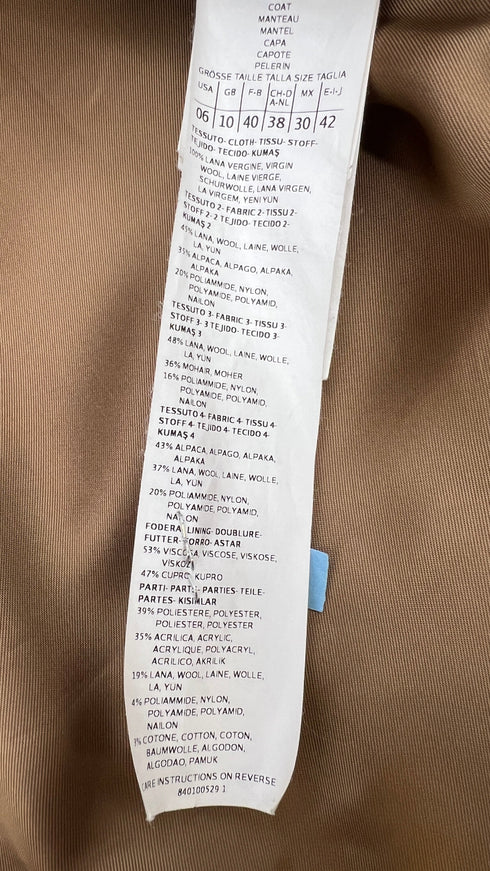 COAT
MANTEAU
MANTEL
CAPA
CAPOTE
PELERIN
GRÖSSE TAILLE TALLA SIZE TAGLIA
USA GB F-B CH-D A-NL MX E-I-J
06 10 40 38 30 42
TESSUTO- CLOTH- TISSU- STOFF-
TEJIDO- TECIDO- KUMAŞ
100% LANA VERGINE, VIRGIN
WOOL, LAINE VIERGE,
SCHURWOLLE, LANA VIRGEN,
LA VIRGEM, YENI YUN
TESSUTO 2- FABRIC 2- TISSU 2-
STOFF 2- 2 TEJIDO- TECIDO 2-
KUMAŞ 2
45% LANA, WOOL, LAINE, WOLLE,
LA, YUN
35% ALPACA, ALPAGO, ALPAKA,
ALPAKA
20% POLIAMMIDE, NYLON,
POLYAMIDE, POLYAMID,
NAILON
TESSUTO 3- FABRIC 3- TISSU 3-
STOFF 3- 3 TEJIDO- TECIDO 3-
KUMAŞ 3
48% LANA, WOOL, LAINE, WOLLE,
LA, YUN
36% MOHAIR, MOHER
16% POLIAMMIDE, NYLON,
POLYAMIDE, POLYAMID,
NAILON
TESSUTO 4- FABRIC 4- TISSU 4-
STOFF 4- TEJIDO 4- TECIDO 4-
KUMAŞ 4
43% ALPACA, ALPAGO, ALPAKA,
ALPAKA
37% LANA, WOOL, LAINE, WOLLE,
LA, YUN
20% POLIAMMIDE, NYLON,
POLYAMIDE, POLYAMID,
NAILON
FODERA LINING- DOUBLURE-
FUTTER- FORRO- ASTAR
53% VISCOSA, VISCOSE, VISKOSE,
VISKOZ
47% CUPRO, KUPRO
PARTI- PARTS- PARTIES- TEILE-
PARTES- KISIMLAR
39% POLIESTERE, POLYESTER,
POLIESTER, POLYESTER
35% ACRILICA, ACRYLIC,
ACRYLIQUE, POLYACRYL,
ACRILICO, AKRILIK
19% LANA, WOOL, LAINE, WOLLE,
LA, YUN
4% POLIAMMIDE, NYLON,
POLYAMIDE, POLYAMID,
NAILON
3% COTONE, COTTON, COTON,
BAUMWOLLE, ALGODON,
ALGODAO, PAMUK
CARE INSTRUCTIONS ON REVERSE
840100529 1